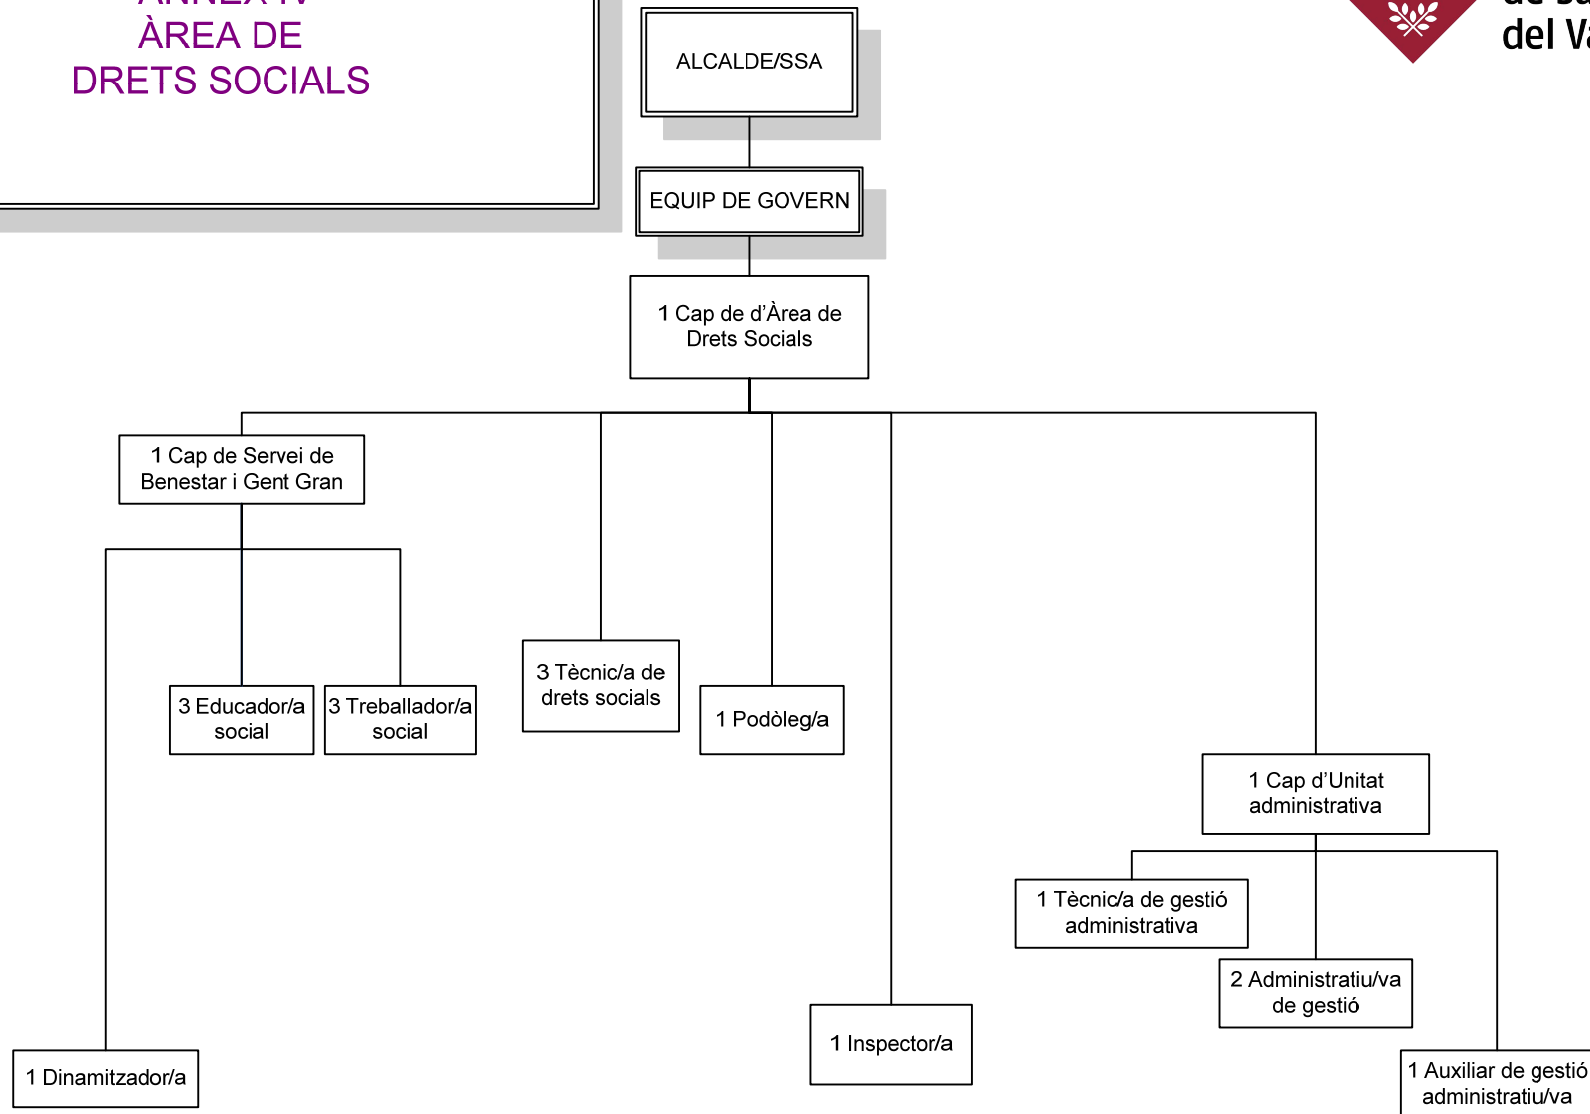 ÀREA DE
DRETS SOCIALS
del
ALCALDE/SSA
EQUIP DE GOVERN
1 Cap de d'Àrea de
Drets Socials
1 Cap de Servei de
Benestar i Gent Gran
3 Educador/a
social
3 Treballador/a
social
3 Tècnic/a de
drets socials
1 Podòleg/a
1 Cap d'Unitat
administrativa
1 Tècnic/a de gestió
administrativa
2 Administratiu/va
de gestió
1 Inspector/a
1 Dinamitzador/a
1 Auxiliar de gestió
administratiu/va